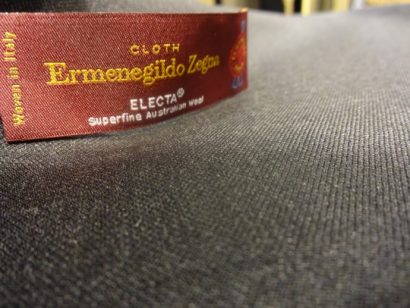 Woven in Italy
CLOTH
Ermenegildo Zegna
ELECTA®
Superfine Australian Wool